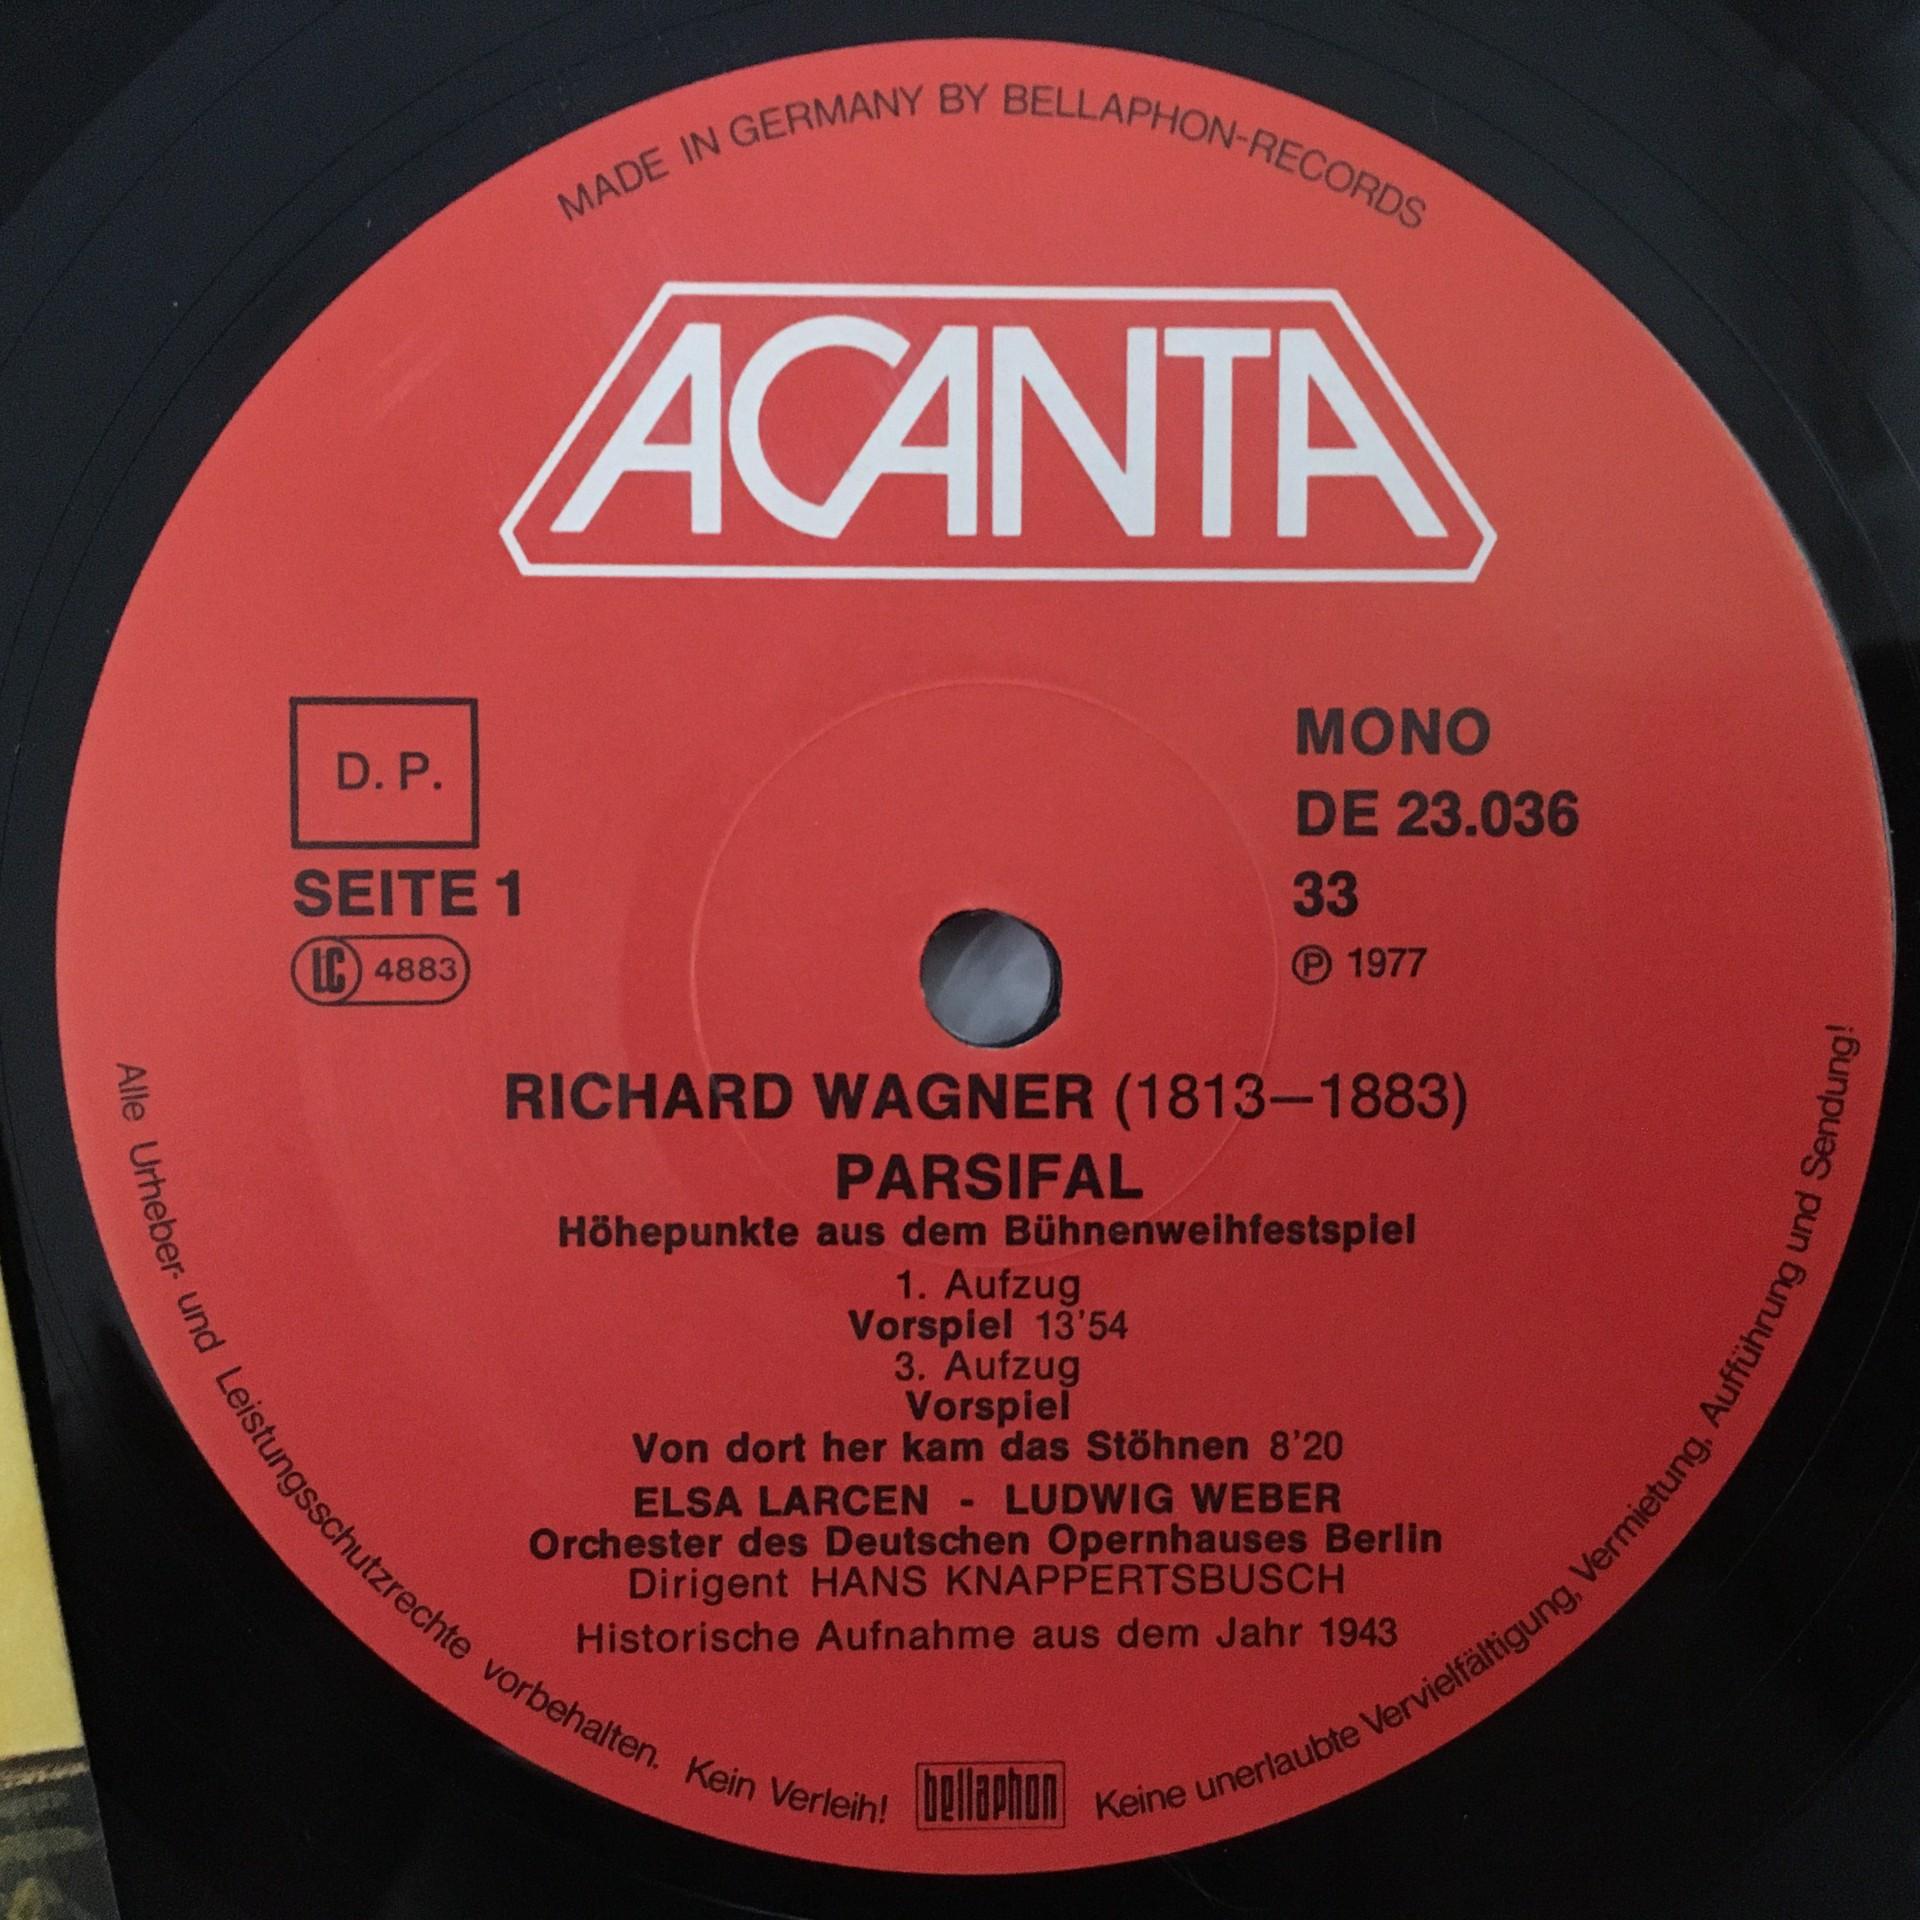 MADE IN GERMANY BY BELLAPHON-RECORDS
ACANTA
D. P.
SEITE 1
LC 4883
MONO
DE 23.036
33
Ⓟ 1977
RICHARD WAGNER (1813–1883)
PARSIFAL
Höhepunkte aus dem Bühnenweihfestspiel
1. Aufzug
Vorspiel 13'54
3. Aufzug
Vorspiel
Von dort her kam das Stöhnen 8'20
ELSA LARCEN - LUDWIG WEBER
Orchester des Deutschen Opernhauses Berlin
Dirigent HANS KNAPPERTSBUSCH
Historische Aufnahme aus dem Jahr 1943
Alle Urheber- und Leistungsschutzrechte vorbehalten. Kein Verleih!
bellaphon
Keine unerlaubte Vervielfältigung, Vermietung, Aufführung und Sendung!